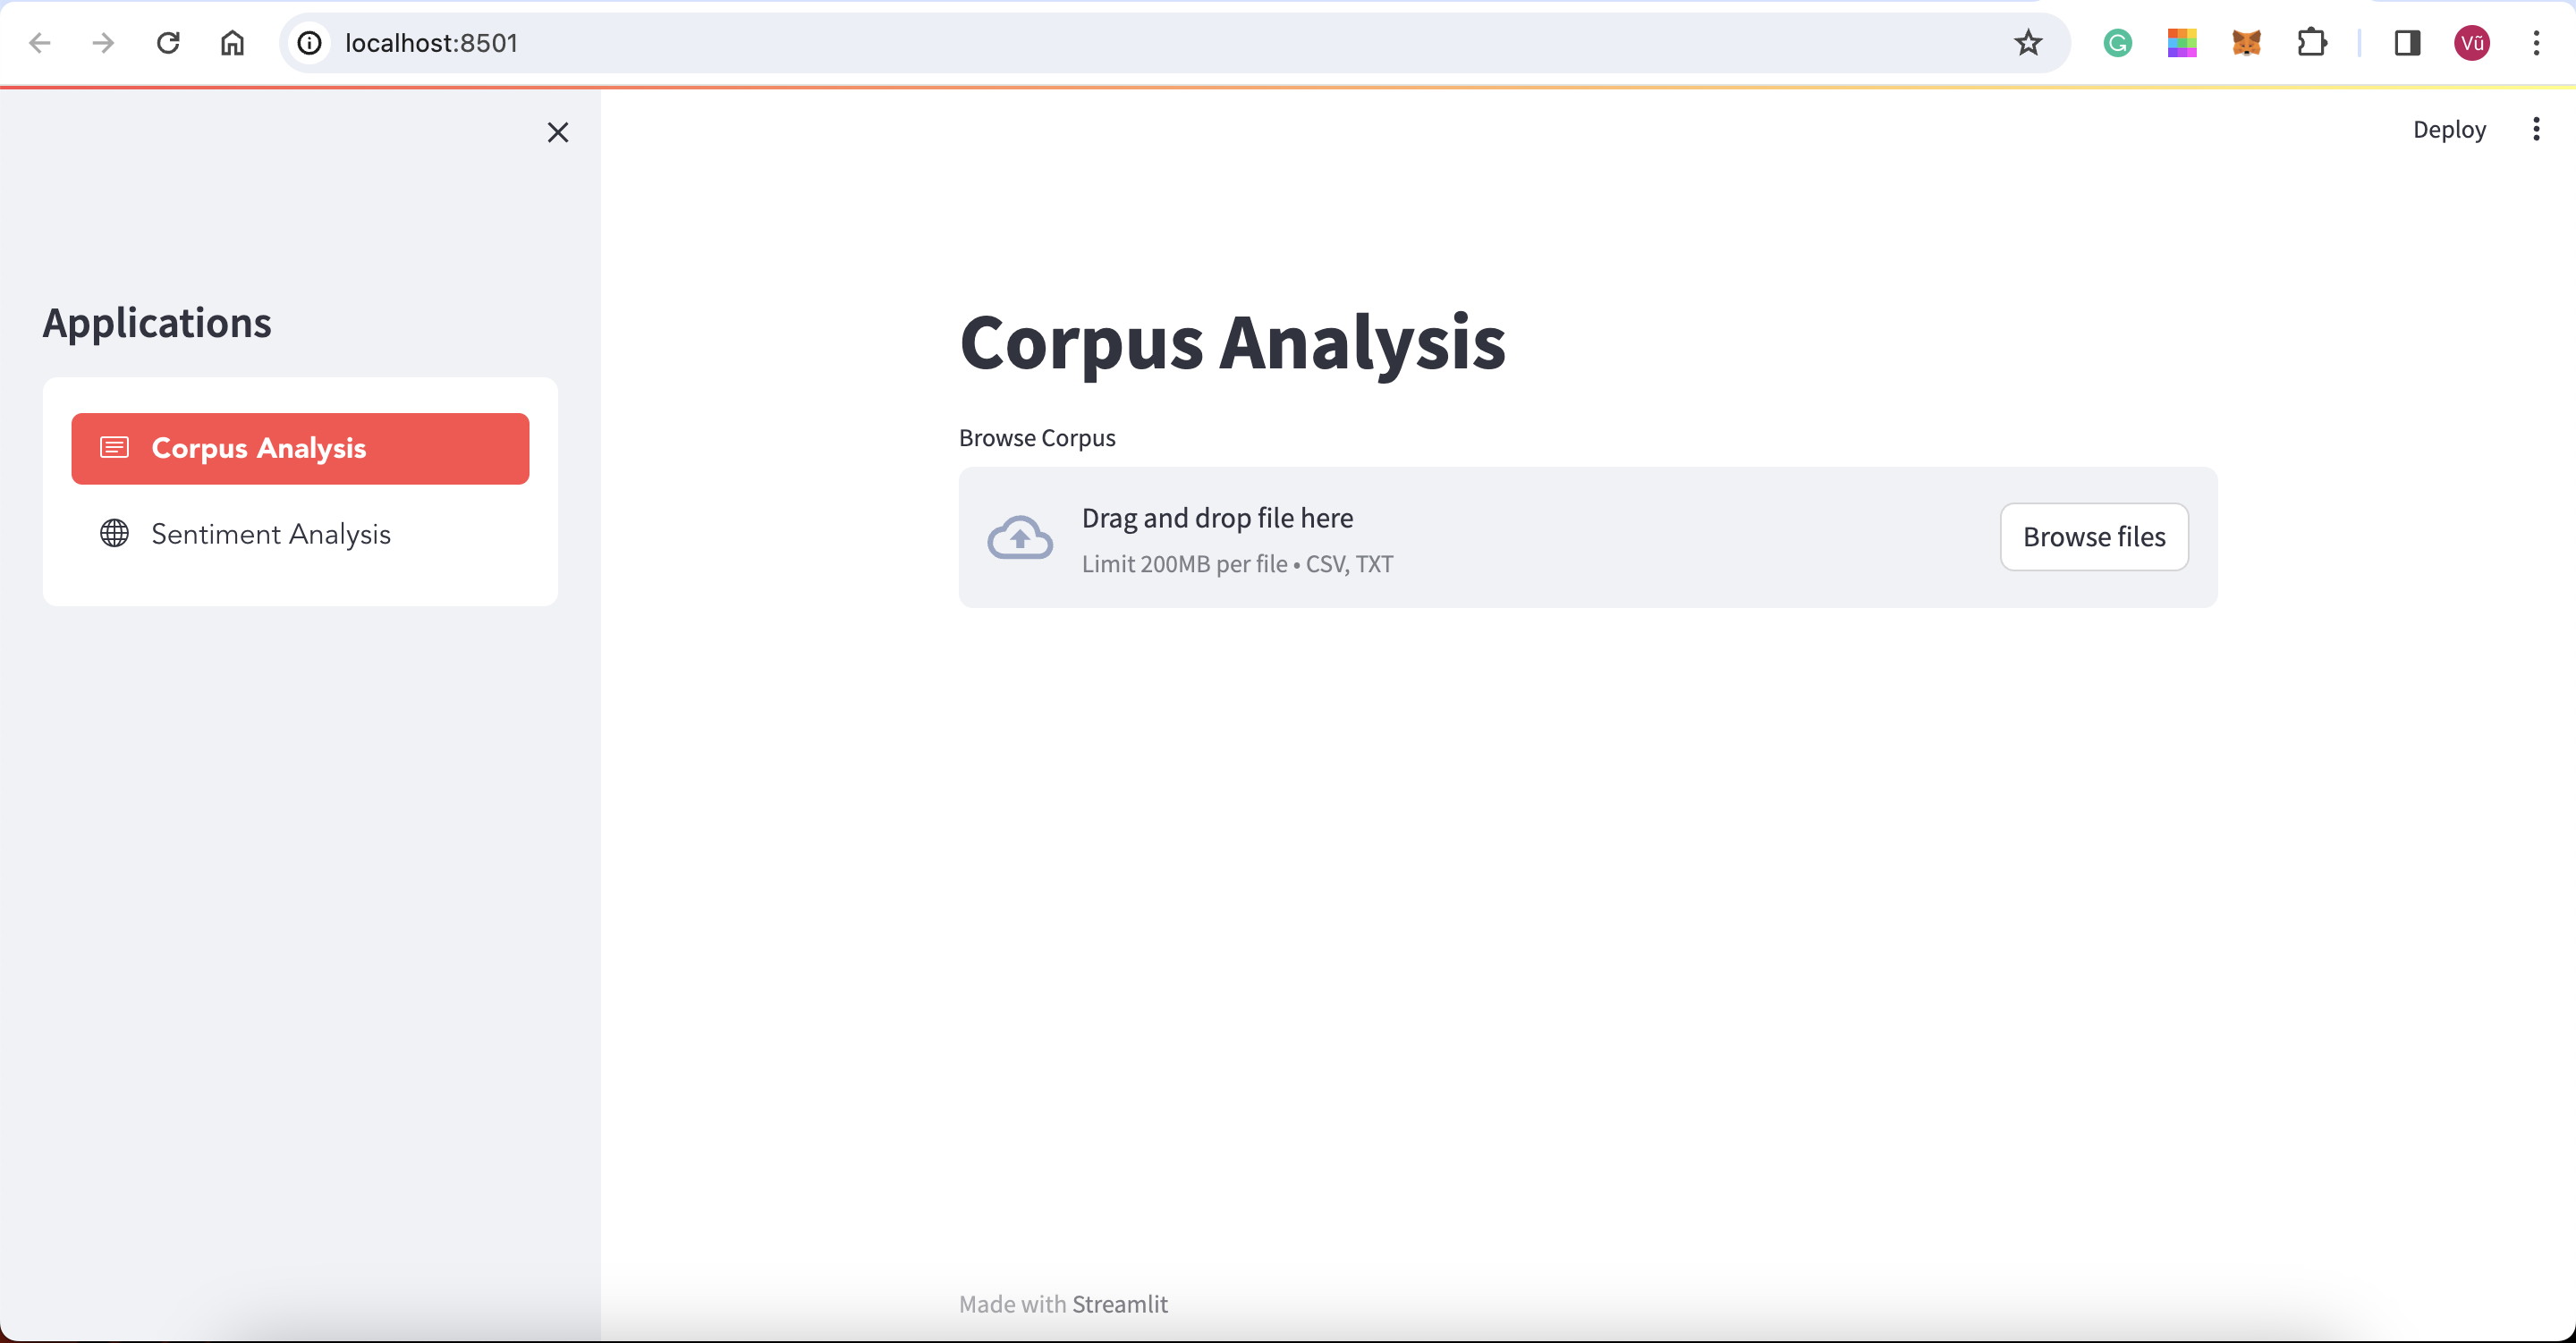 localhost:8501
Vũ
Deploy
Applications
Corpus Analysis
Sentiment Analysis
Corpus Analysis
Browse Corpus
Drag and drop file here
Limit 200MB per file • CSV, TXT
Browse files
Made with Streamlit